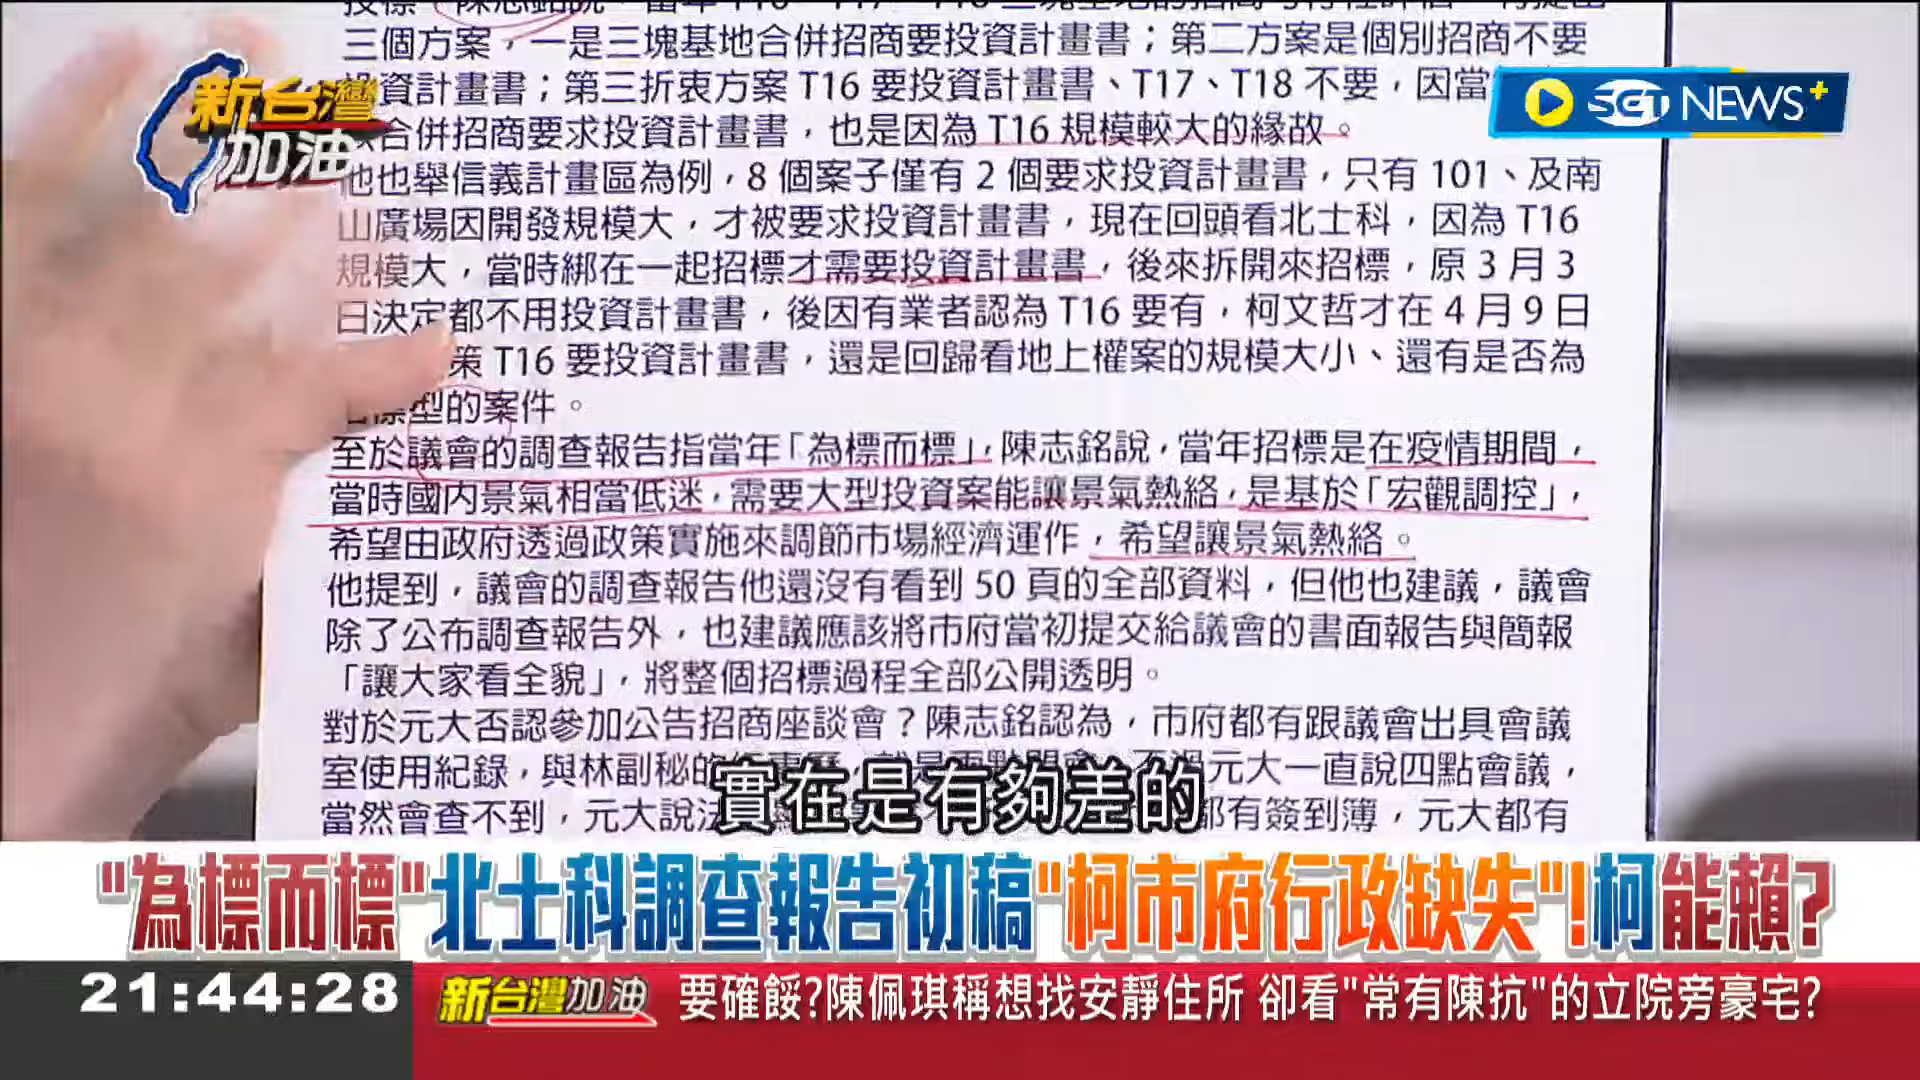 三個方案，一是三塊基地合併招商要投資計畫書；第二方案是個別招商不要
投資計畫書；第三折衷方案 T16 要投資計畫書、T17、T18 不要，因當
合併招商要求投資計畫書，也是因為 T16 規模較大的緣故。
他也舉信義計畫區為例，8 個案子僅有 2 個要求投資計畫書，只有 101、及南
山廣場因開發規模大，才被要求投資計畫書，現在回頭看北士科，因為 T16
規模大，當時綁在一起招標才需要投資計畫書，後來拆開來招標，原 3 月 3
日決定都不用投資計畫書，後因有業者認為 T16 要有，柯文哲才在 4 月 9 日
策 T16 要投資計畫書，還是回歸看地上權案的規模大小、還有是否為
型的案件。
至於議會的調查報告指當年「為標而標」，陳志銘說，當年招標是在疫情期間，
當時國內景氣相當低迷，需要大型投資案能讓景氣熱絡，是基於「宏觀調控」，
希望由政府透過政策實施來調節市場經濟運作，希望讓景氣熱絡。
他提到，議會的調查報告他還沒有看到 50 頁的全部資料，但他也建議，議會
除了公布調查報告外，也建議應該將市府當初提交給議會的書面報告與簡報
「讓大家看全貌」，將整個招標過程全部公開透明。
對於元大否認參加公告招商座談會？陳志銘認為，市府都有跟議會出具會議
室使用紀錄，與林副秘的 元大一直說四點會議，
當然會查不到，元大說法 都有簽到簿，元大都有
新台灣
加油
SET NEWS+
實在是有夠差的
"為標而標"北士科調查報告初稿"柯市府行政缺失"!柯能賴?
21:44:28
新台灣加油
要確餒?陳佩琪稱想找安靜住所 卻看"常有陳抗"的立院旁豪宅?